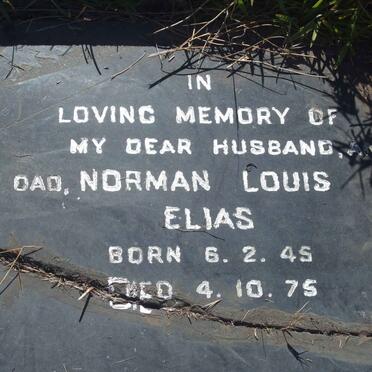 IN
LOVING MEMORY OF
MY DEAR HUSBAND,
DAD, NORMAN LOUIS
ELIAS
BORN 6. 2. 45
DIED 4. 10. 75